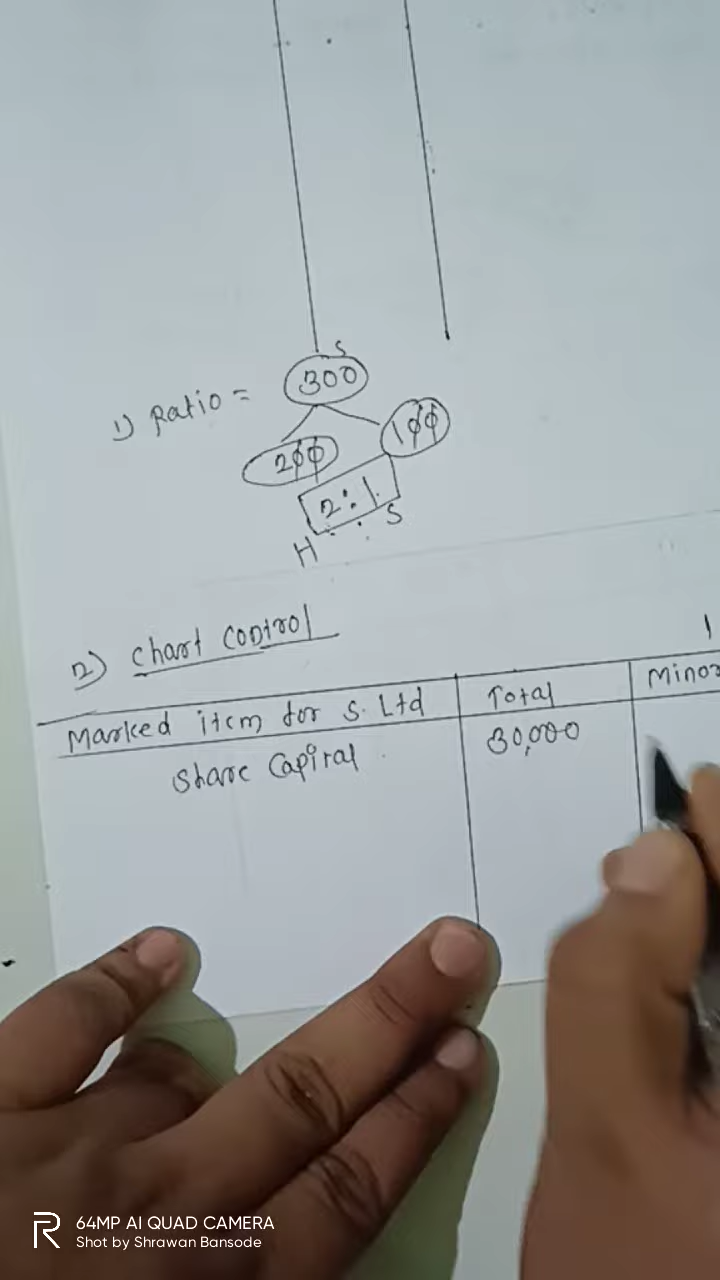 S
1) Ratio = 300
200 100
2:1
H : S
2) Chart Control
1
Marked item for S. Ltd Total Minor
Share Capital 30,000
64MP AI QUAD CAMERA
Shot by Shrawan Bansode